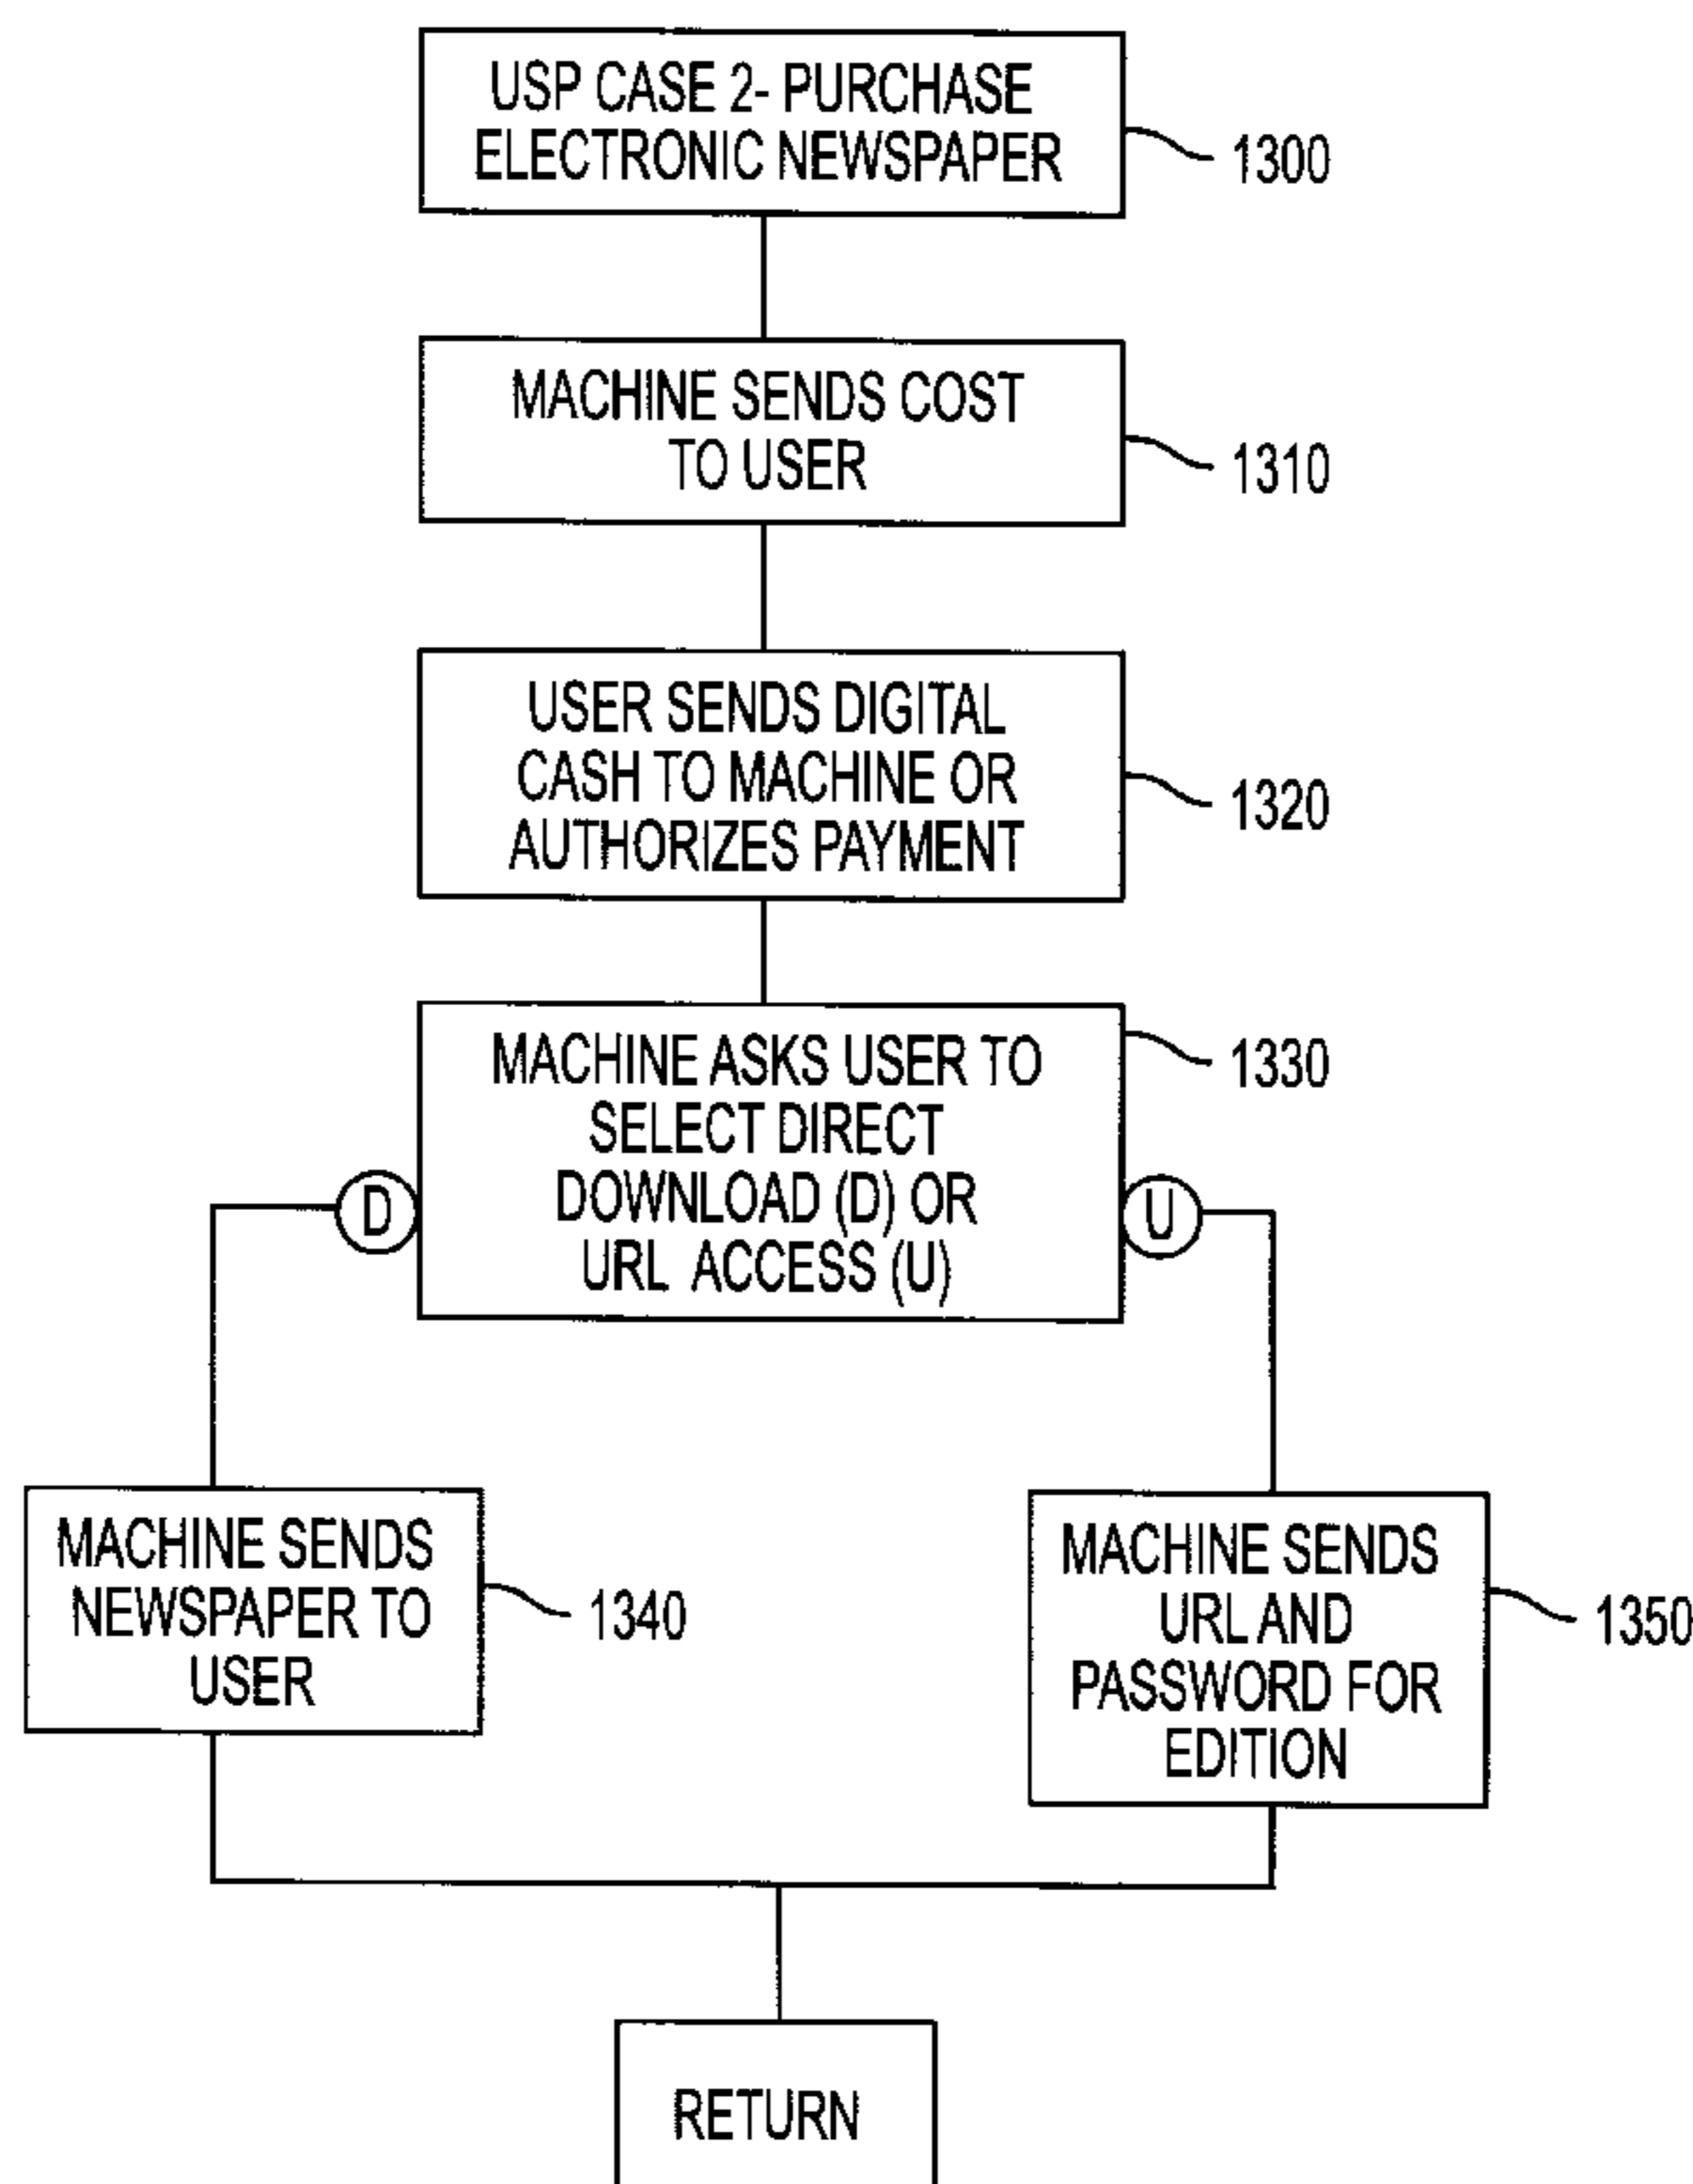 USP CASE 2- PURCHASE
ELECTRONIC NEWSPAPER
1300
MACHINE SENDS COST
TO USER
1310
USER SENDS DIGITAL
CASH TO MACHINE OR
AUTHORIZES PAYMENT
1320
MACHINE ASKS USER TO
SELECT DIRECT
DOWNLOAD (D) OR
URL ACCESS (U)
1330
D
U
MACHINE SENDS
NEWSPAPER TO
USER
1340
MACHINE SENDS
URL AND
PASSWORD FOR
EDITION
1350
RETURN